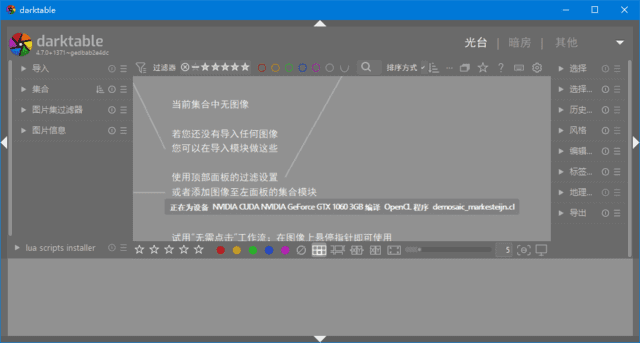 darktable
darktable
4.7.0+1371~gedbab2e4dc
光台 | 暗房 | 其他
导入
集合
图片集过滤器
图片信息
lua scripts installer
过滤器
排序方式
当前集合中无图像
若您还没有导入任何图像
您可以在导入模块做这些
使用顶部面板的过滤设置
或者添加图像至左面板的集合模块
正在为设备 NVIDIA CUDA NVIDIA GeForce GTX 1060 3GB 编译 OpenCL 程序 demosaic_markesteijn.cl
试用"无需点击"工作流：在图像上悬停指针即可使用
5
选择
选择...
历史...
风格
编辑...
标签...
地理...
导出